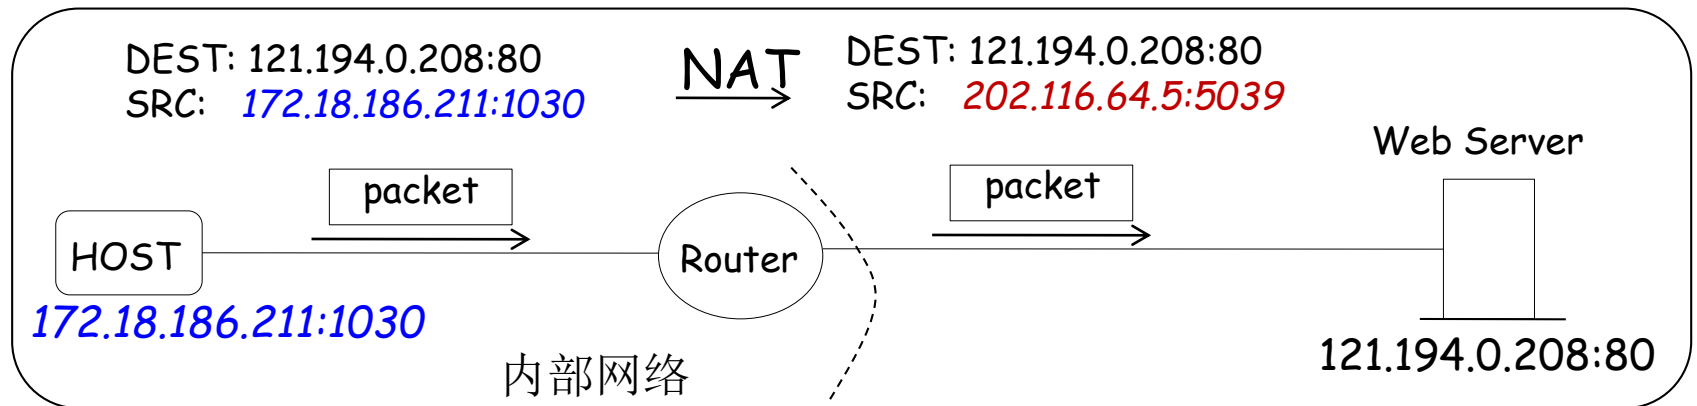 DEST: 121.194.0.208:80
SRC: 172.18.186.211:1030
NAT
DEST: 121.194.0.208:80
SRC: 202.116.64.5:5039
Web Server
packet
packet
HOST
Router
172.18.186.211:1030
121.194.0.208:80
内部网络